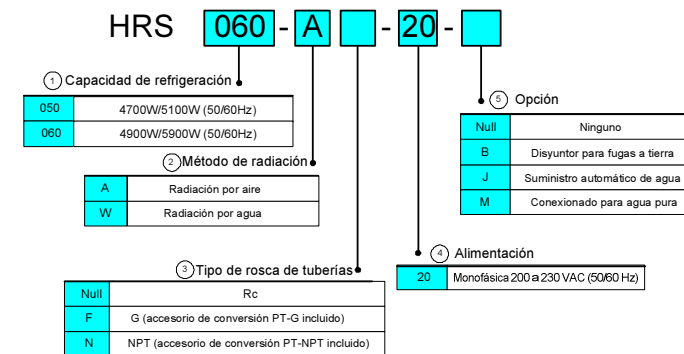 HRS 060 - A - 20 -
1 Capacidad de refrigeración
050 4700W/5100W (50/60Hz)
060 4900W/5900W (50/60Hz)
2 Método de radiación
A Radiación por aire
W Radiación por agua
3 Tipo de rosca de tuberías
Null Rc
F G (accesorio de conversión PT-G incluido)
N NPT (accesorio de conversión PT-NPT incluido)
4 Alimentación
20 Monofásica 200 a 230 VAC (50/60 Hz)
5 Opción
Null Ninguno
B Disyuntor para fugas a tierra
J Suministro automático de agua
M Conexionado para agua pura